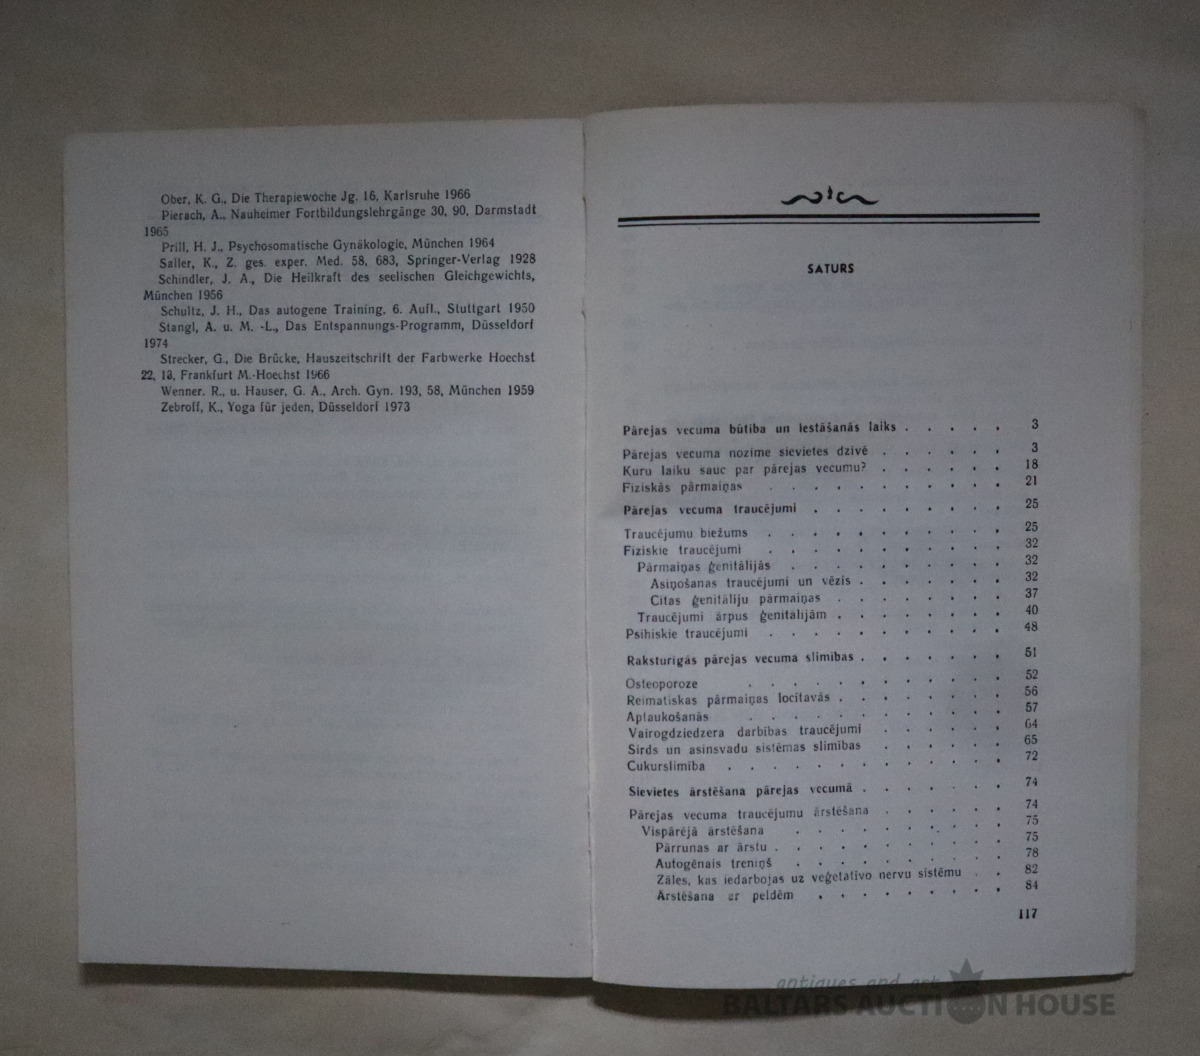 Ober, K. G., Die Therapiewoche Jg. 16, Karlsruhe 1966
Pierach, A., Nauheimer Fortbildungslehrgänge 30, 90, Darmstadt
1965
Prill, H. J., Psychosomatische Gynäkologie, München 1964
Saller, K., Z. ges. exper. Med. 58, 683, Springer-Verlag 1928
Schindler, J. A., Die Heilkraft des seelischen Gleichgewichts,
München 1956
Schultz, J. H., Das autogene Training, 6. Aufl., Stuttgart 1950
Stangl, A. u. M. -L., Das Entspannungs-Programm, Düsseldorf
1974
Strecker, G., Die Brücke, Hauszeitschrift der Farbwerke Hoechst
22, 13, Frankfurt M.-Hoechst 1966
Wenner, R., u. Hauser, G. A., Arch. Gyn. 193, 58, München 1959
Zebroff, K., Yoga für jeden, Düsseldorf 1973
SATURS
Pārejas vecuma būtība un iestāšanās laiks . . . . . 3
Pārejas vecuma nozīme sievietes dzīvē . . . . . . 3
Kuru laiku sauc par pārejas vecumu? . . . . . . 18
Fiziskās pārmaiņas . . . . . . . . . . . 21
Pārejas vecuma traucējumi . . . . . . . . . 25
Traucējumu biežums . . . . . . . . . . . 25
Fiziskie traucējumi . . . . . . . . . . . 32
Pārmaiņas ģenitālijās . . . . . . . . . . 32
Asiņošanas traucējumi un vēzis . . . . . . . 32
Citas ģenitāliju pārmaiņas . . . . . . . . 37
Traucējumi ārpus ģenitālijām . . . . . . . . 40
Psihiskie traucējumi . . . . . . . . . . . 48
Raksturīgās pārejas vecuma slimības . . . . . . . 51
Osteoporoze . . . . . . . . . . . . 52
Reimatiskas pārmaiņas locītavās . . . . . . . . 56
Aptaukošanās . . . . . . . . . . . . 57
Vairogdziedzera darbības traucējumi . . . . . . 64
Sirds un asinsvadu sistēmas slimības . . . . . . 65
Cukurslimība . . . . . . . . . . . . . 72
Sievietes ārstēšana pārejas vecumā . . . . . . . 74
Pārejas vecuma traucējumu ārstēšana . . . . . . 74
Vispārējā ārstēšana . . . . . . . . . . 75
Pārrunas ar ārstu . . . . . . . . . . . 75
Autogēnais treniņš . . . . . . . . . . 78
Zāles, kas iedarbojas uz veģetatīvo nervu sistēmu . . 82
Ārstēšana ar peldēm . . . . . . . . . 84
117
antiques and art
BALTARS AUCTION HOUSE